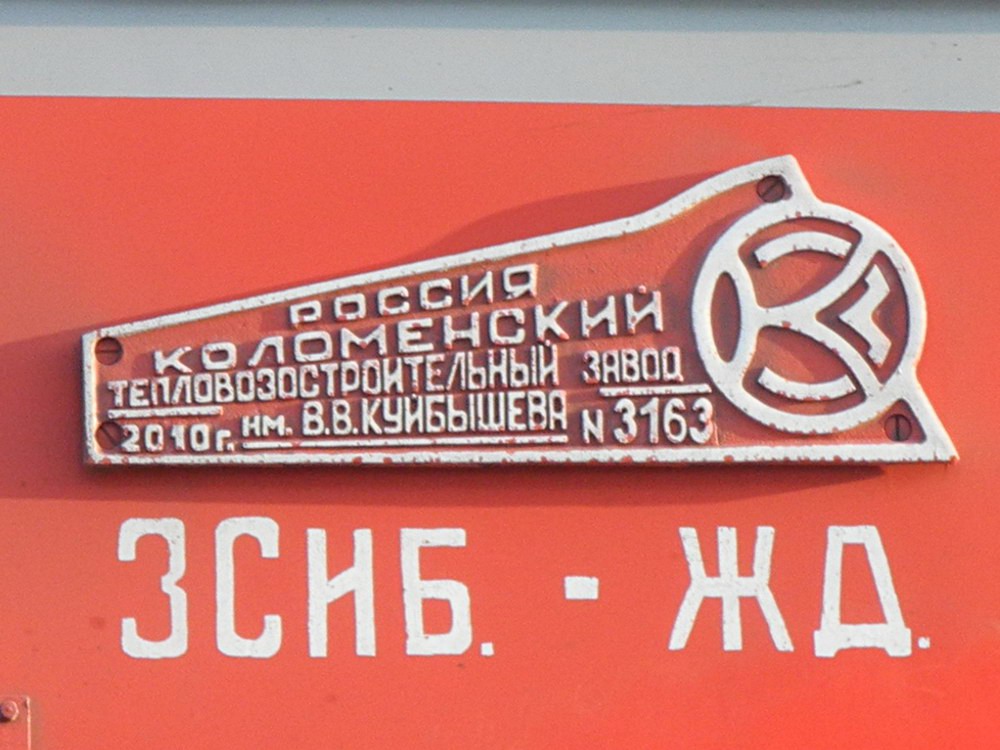 РОССИЯ
КОЛОМЕНСКИЙ
ТЕПЛОВОЗОСТРОИТЕЛЬНЫЙ ЗАВОД
2010г. им. В.В.КУЙБЫШЕВА N 3163
ЗСИБ. - ЖД.